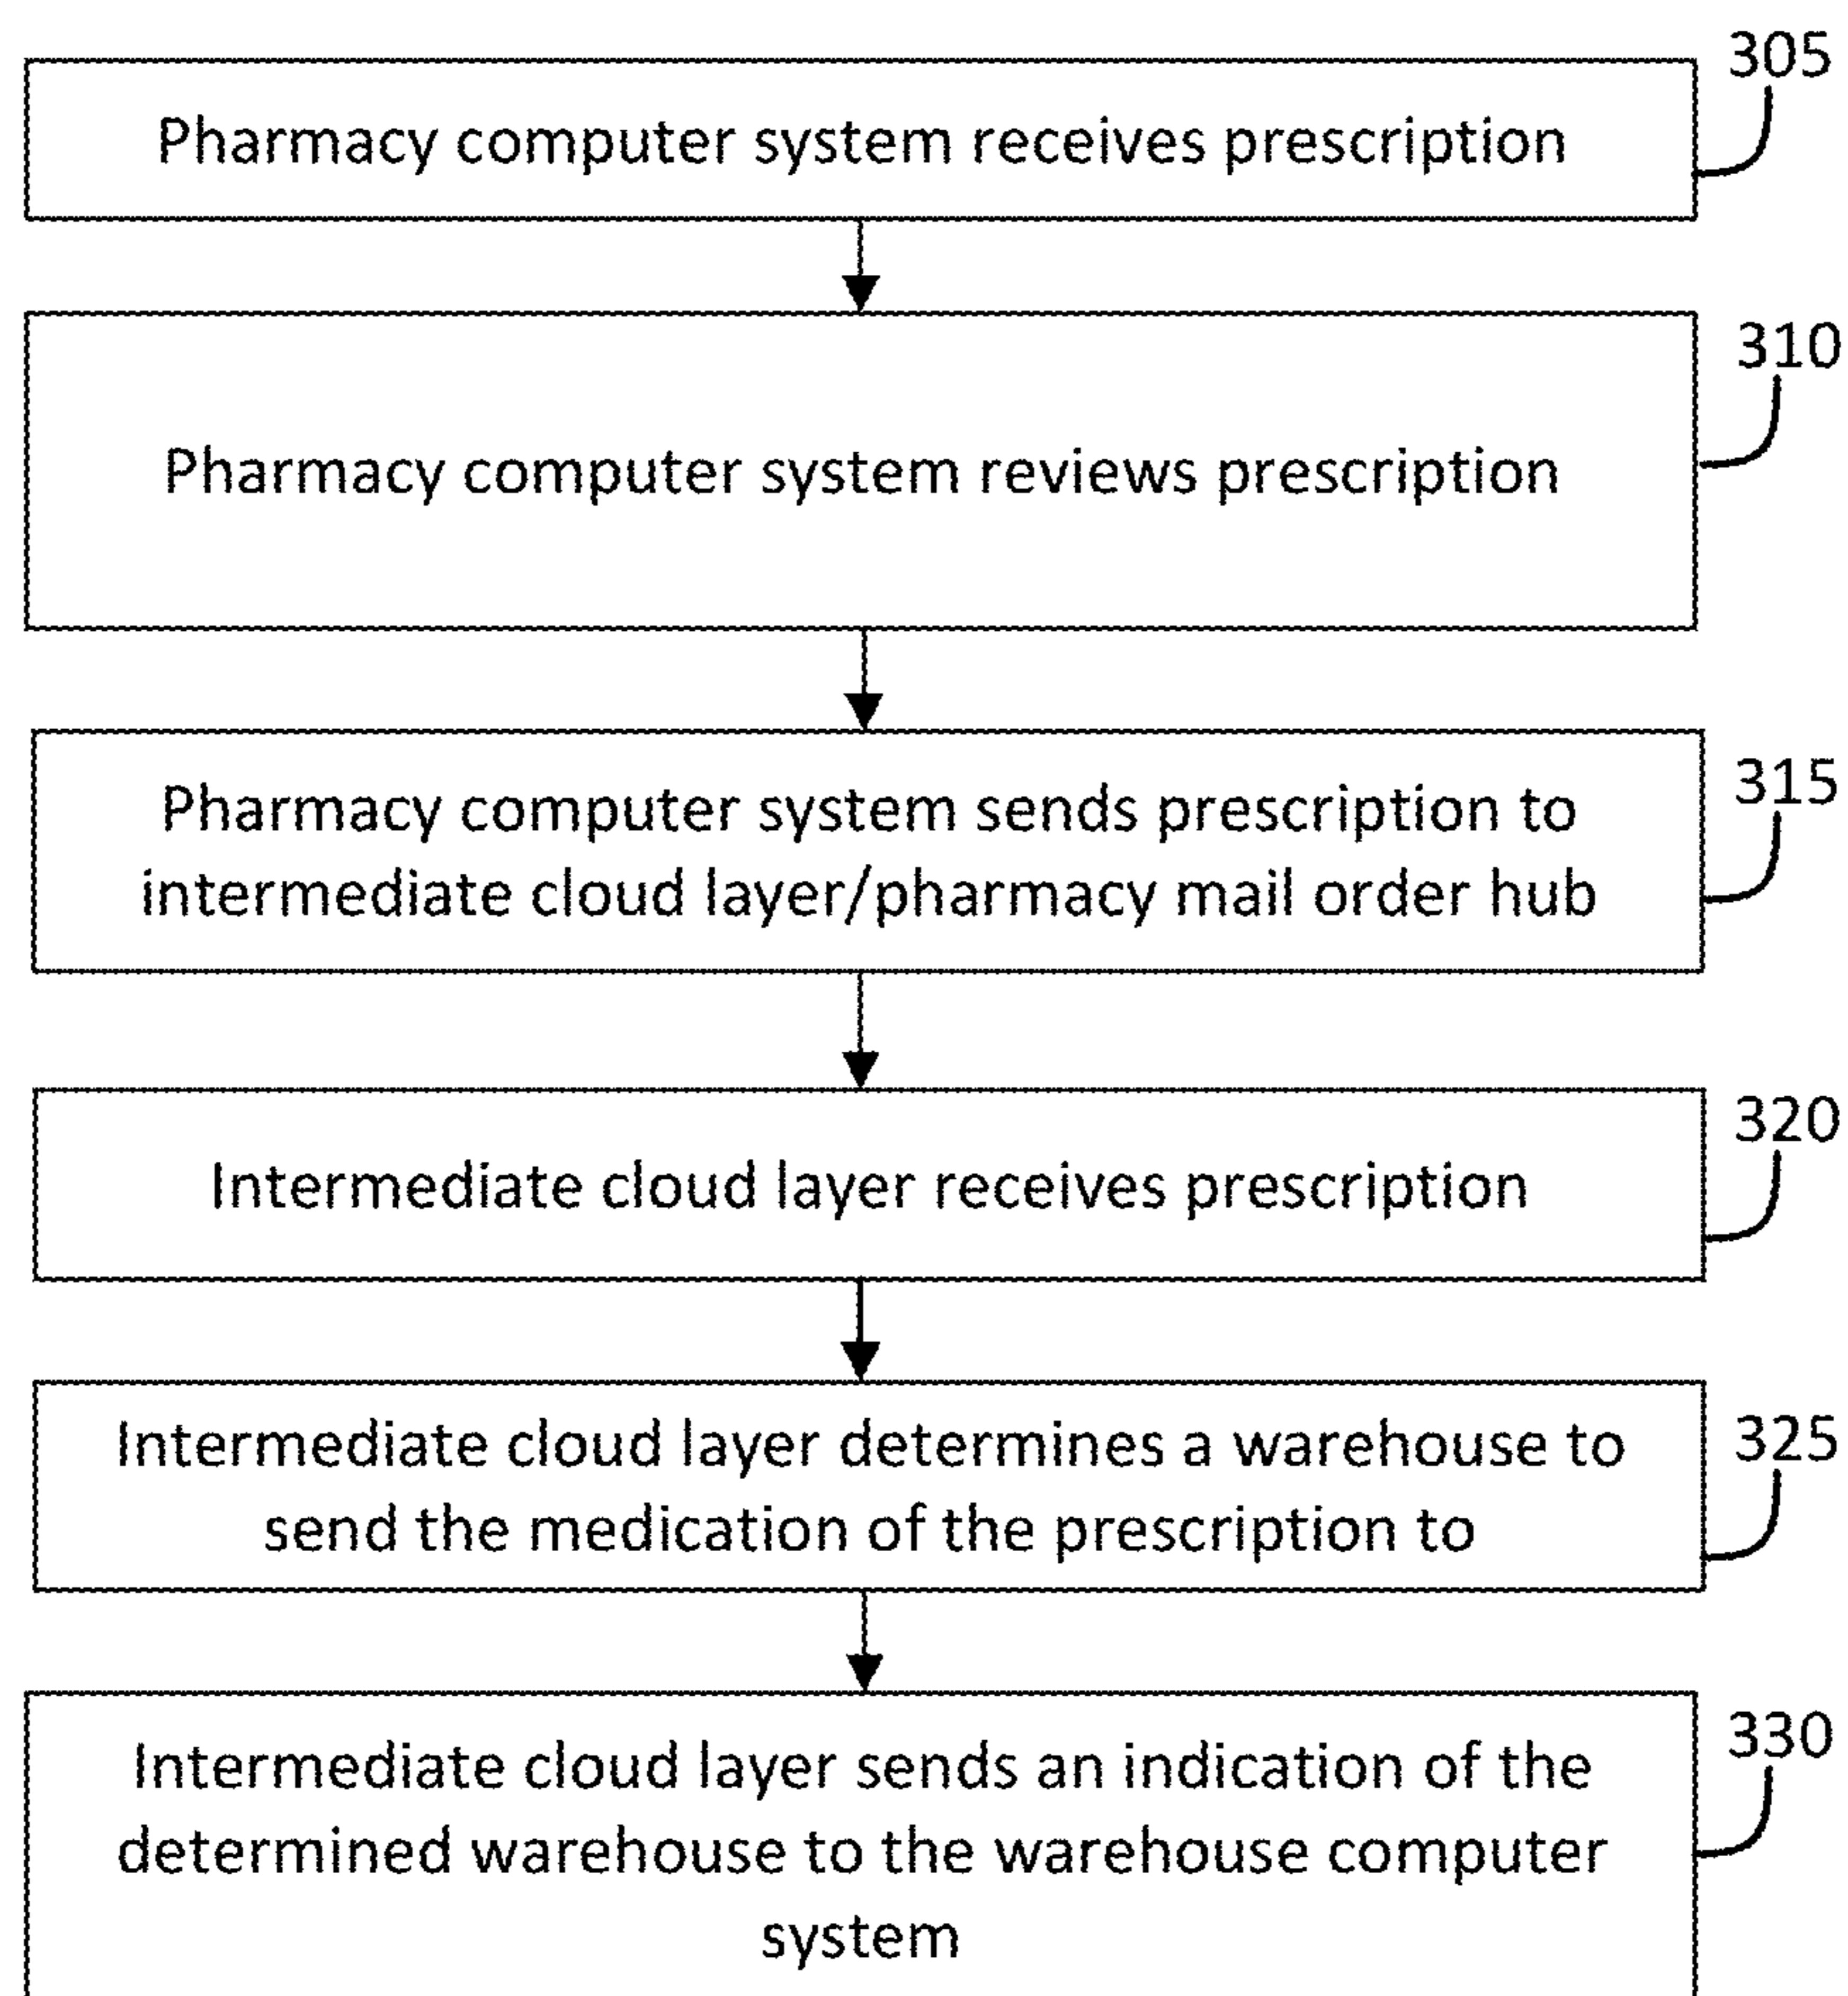 305
Pharmacy computer system receives prescription
310
Pharmacy computer system reviews prescription
315
Pharmacy computer system sends prescription to
intermediate cloud layer/pharmacy mail order hub
320
Intermediate cloud layer receives prescription
325
Intermediate cloud layer determines a warehouse to
send the medication of the prescription to
330
Intermediate cloud layer sends an indication of the
determined warehouse to the warehouse computer
system